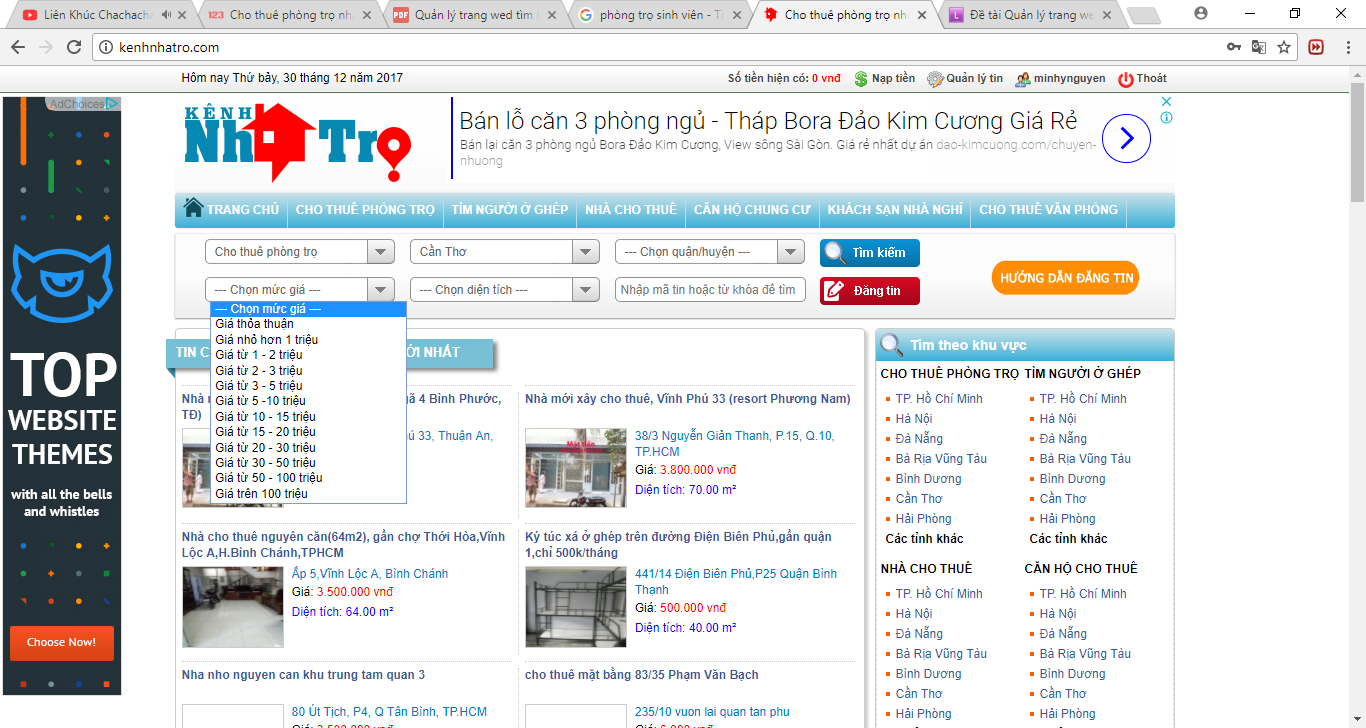 Liên Khúc Chachachá
Cho thuê phòng trọ nh
Quản lý trang wed tìm k
phòng trọ sinh viên - Ti
Cho thuê phòng trọ nh
Đề tài Quản lý trang we
kenhnhatro.com
Hôm nay Thứ bảy, 30 tháng 12 năm 2017
Số tiền hiện có: 0 vnđ Nạp tiền Quản lý tin minhynguyen Thoát
AdChoices
TOP
WEBSITE
THEMES
with all the bells
and whistles
Choose Now!
KÊNH
Nhà Trọ
Bán lỗ căn 3 phòng ngủ - Tháp Bora Đảo Kim Cương Giá Rẻ
Bán lại căn 3 phòng ngủ Bora Đảo Kim Cương, View sông Sài Gòn. Giá rẻ nhất dự án dao-kimcuong.com/chuyen-
nhuong
TRANG CHỦ CHO THUÊ PHÒNG TRỌ TÌM NGƯỜI Ở GHÉP NHÀ CHO THUÊ CĂN HỘ CHUNG CƯ KHÁCH SẠN NHÀ NGHỈ CHO THUÊ VĂN PHÒNG
Cho thuê phòng trọ Cần Thơ --- Chọn quận/huyện --- Tìm kiếm
--- Chọn mức giá --- --- Chọn diện tích --- Nhập mã tin hoặc từ khóa để tìm Đăng tin
HƯỚNG DẪN ĐĂNG TIN
--- Chọn mức giá ---
Giá thỏa thuận
Giá nhỏ hơn 1 triệu
Giá từ 1 - 2 triệu
Giá từ 2 - 3 triệu
Giá từ 3 - 5 triệu
Giá từ 5 -10 triệu
Giá từ 10 - 15 triệu
Giá từ 15 - 20 triệu
Giá từ 20 - 30 triệu
Giá từ 30 - 50 triệu
Giá từ 50 - 100 triệu
Giá trên 100 triệu
TIN C ỚI NHẤT
Nhà n gã 4 Bình Phước,
TĐ)
ú 33, Thuận An,
Nhà mới xây cho thuê, Vĩnh Phú 33 (resort Phương Nam)
38/3 Nguyễn Giản Thanh, P.15, Q.10,
TP.HCM
Giá: 3.800.000 vnđ
Diện tích: 70.00 m²
Nhà cho thuê nguyên căn(64m2), gần chợ Thới Hòa,Vĩnh
Lộc A,H.Bình Chánh,TPHCM
Ấp 5,Vĩnh Lộc A, Bình Chánh
Giá: 3.500.000 vnđ
Diện tích: 64.00 m²
Ký túc xá ở ghép trên đường Điện Biên Phủ,gần quận
1,chỉ 500k/tháng
441/14 Điện Biên Phủ,P25 Quận Bình
Thạnh
Giá: 500.000 vnđ
Diện tích: 40.00 m²
Nha nho nguyen can khu trung tam quan 3
80 Út Tịch, P4, Q Tân Bình, TP.HCM
cho thuê mặt bằng 83/35 Phạm Văn Bạch
235/10 vuon lai quan tan phu
Tìm theo khu vực
CHO THUÊ PHÒNG TRỌ TÌM NGƯỜI Ở GHÉP
TP. Hồ Chí Minh TP. Hồ Chí Minh
Hà Nội Hà Nội
Đà Nẵng Đà Nẵng
Bà Rịa Vũng Tàu Bà Rịa Vũng Tàu
Bình Dương Bình Dương
Cần Thơ Cần Thơ
Hải Phòng Hải Phòng
Các tỉnh khác Các tỉnh khác
NHÀ CHO THUÊ CĂN HỘ CHO THUÊ
TP. Hồ Chí Minh TP. Hồ Chí Minh
Hà Nội Hà Nội
Đà Nẵng Đà Nẵng
Bà Rịa Vũng Tàu Bà Rịa Vũng Tàu
Bình Dương Bình Dương
Cần Thơ Cần Thơ
Hải Phòng Hải Phòng